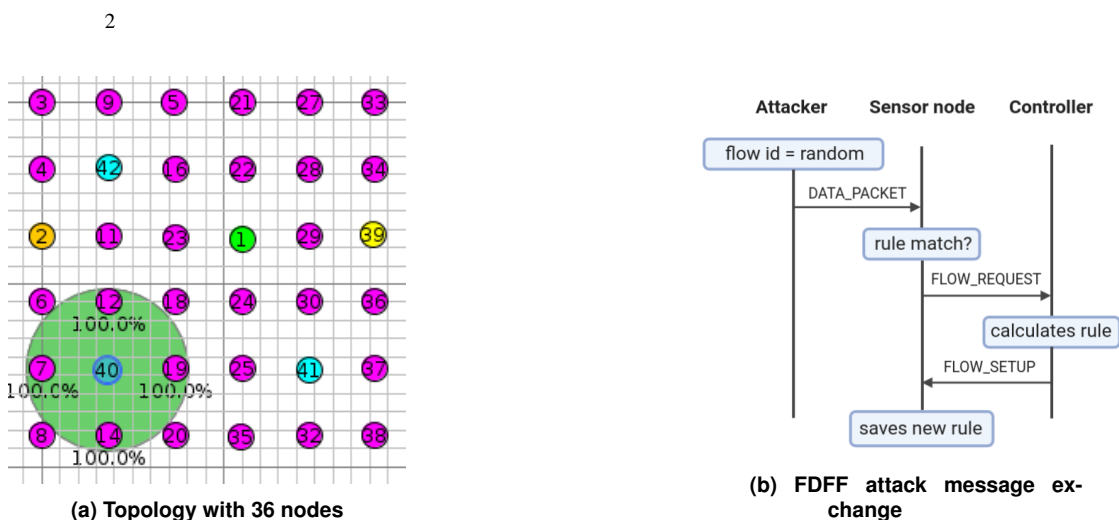 2
3 9 5 21 27 33
4 42 16 22 28 34
2 11 23 1 29 39
6 12 18 24 30 36
100.0%
7 40 19 25 41 37
100.0% 100.0%
8 14 20 35 32 38
100.0%
(a) Topology with 36 nodes
Attacker Sensor node Controller
flow id = random
DATA_PACKET
rule match?
FLOW_REQUEST
calculates rule
FLOW_SETUP
saves new rule
(b) FDFF attack message ex-
change